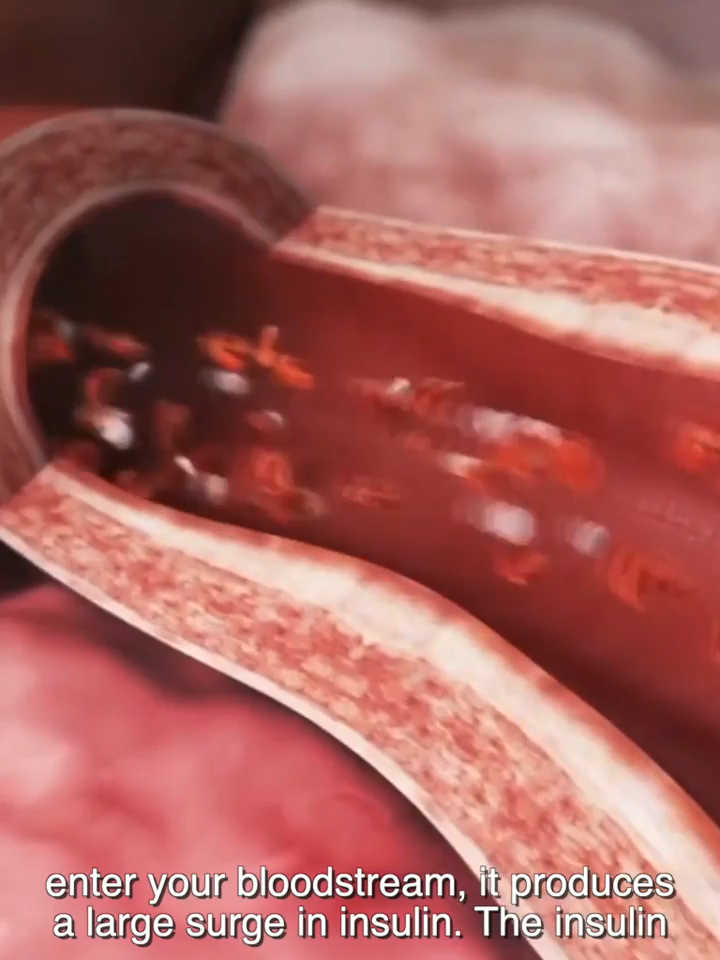 enter your bloodstream, it produces
a large surge in insulin. The insulin